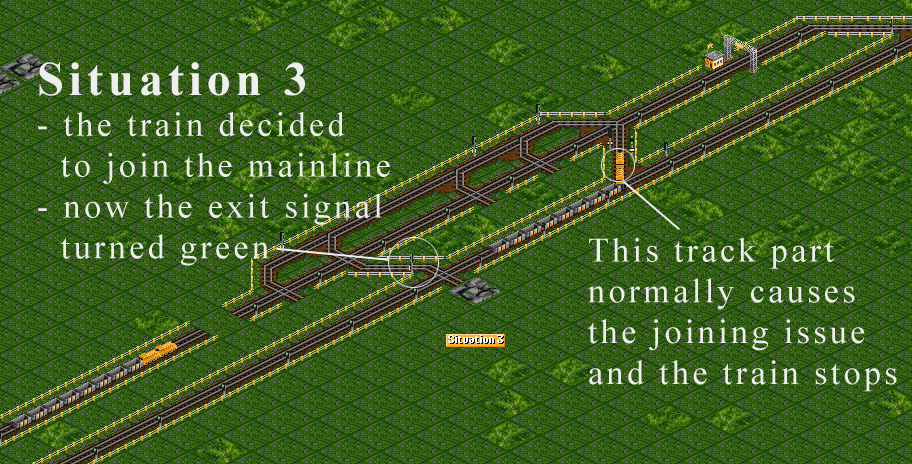 Situation 3
- the train decided
to join the mainline
- now the exit signal
turned green
This track part
normally causes
the joining issue
and the train stops
Situation 3